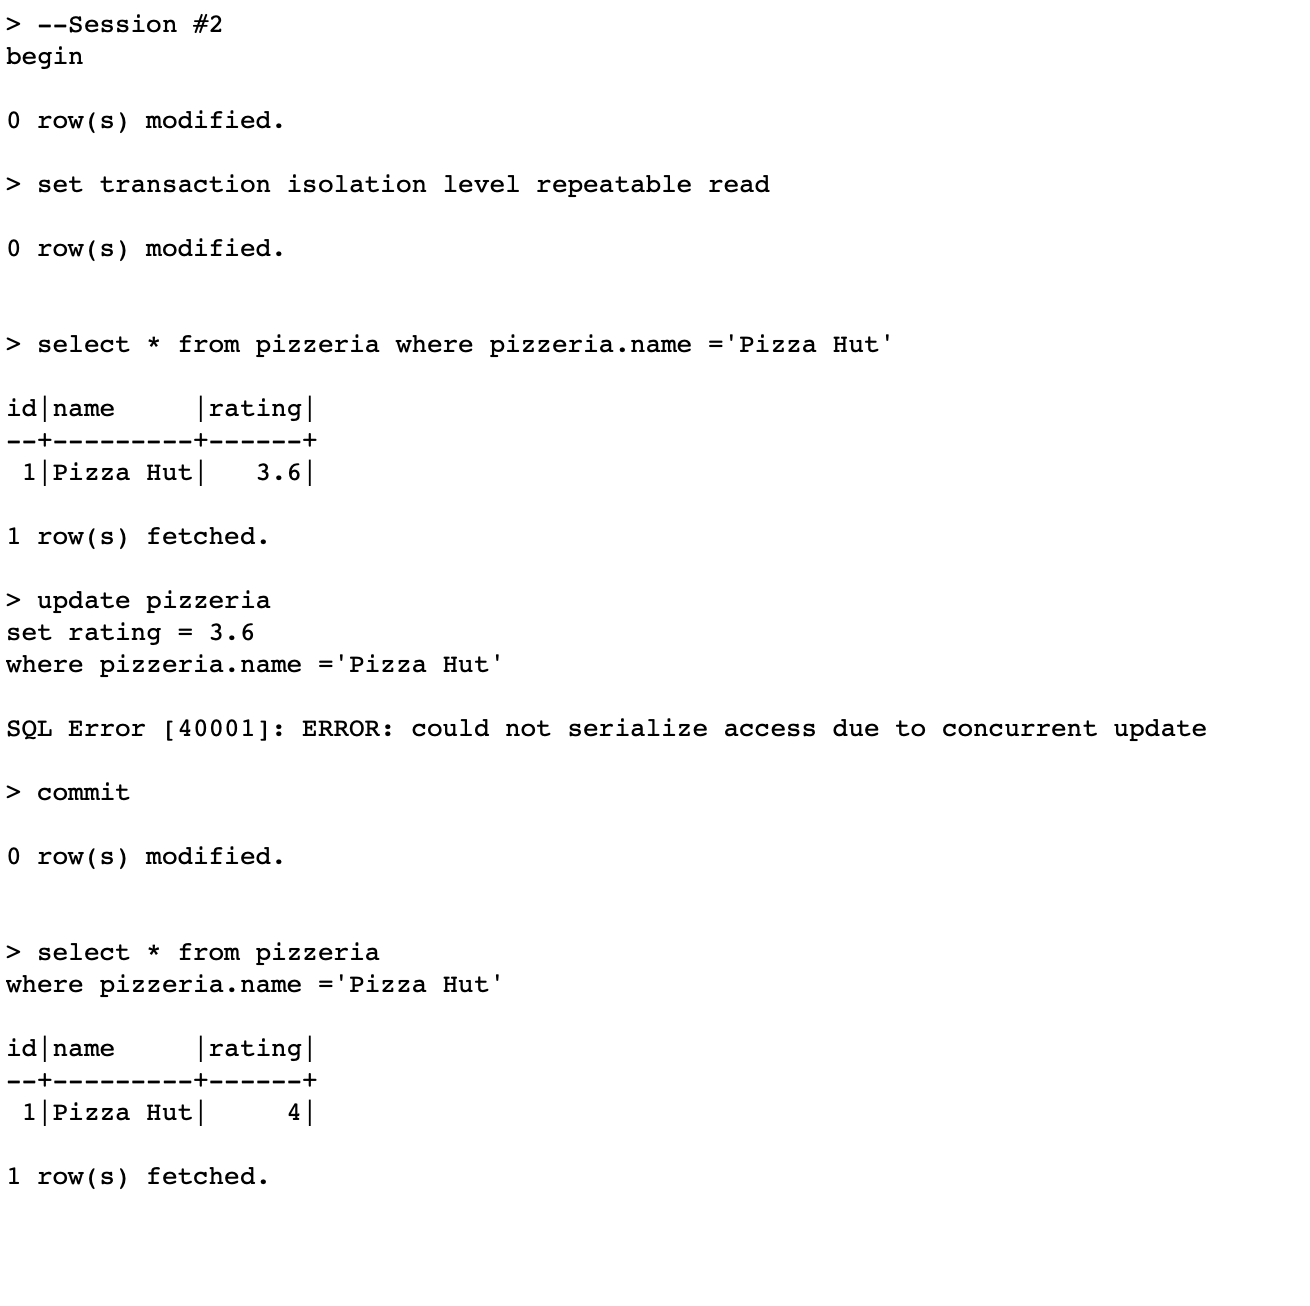 > --Session #2
begin
0 row(s) modified.
> set transaction isolation level repeatable read
0 row(s) modified.
> select * from pizzeria where pizzeria.name ='Pizza Hut'
id|name     |rating|
--+---------+------+
 1|Pizza Hut|   3.6|
1 row(s) fetched.
> update pizzeria
set rating = 3.6
where pizzeria.name ='Pizza Hut'
SQL Error [40001]: ERROR: could not serialize access due to concurrent update
> commit
0 row(s) modified.
> select * from pizzeria
where pizzeria.name ='Pizza Hut'
id|name     |rating|
--+---------+------+
 1|Pizza Hut|     4|
1 row(s) fetched.